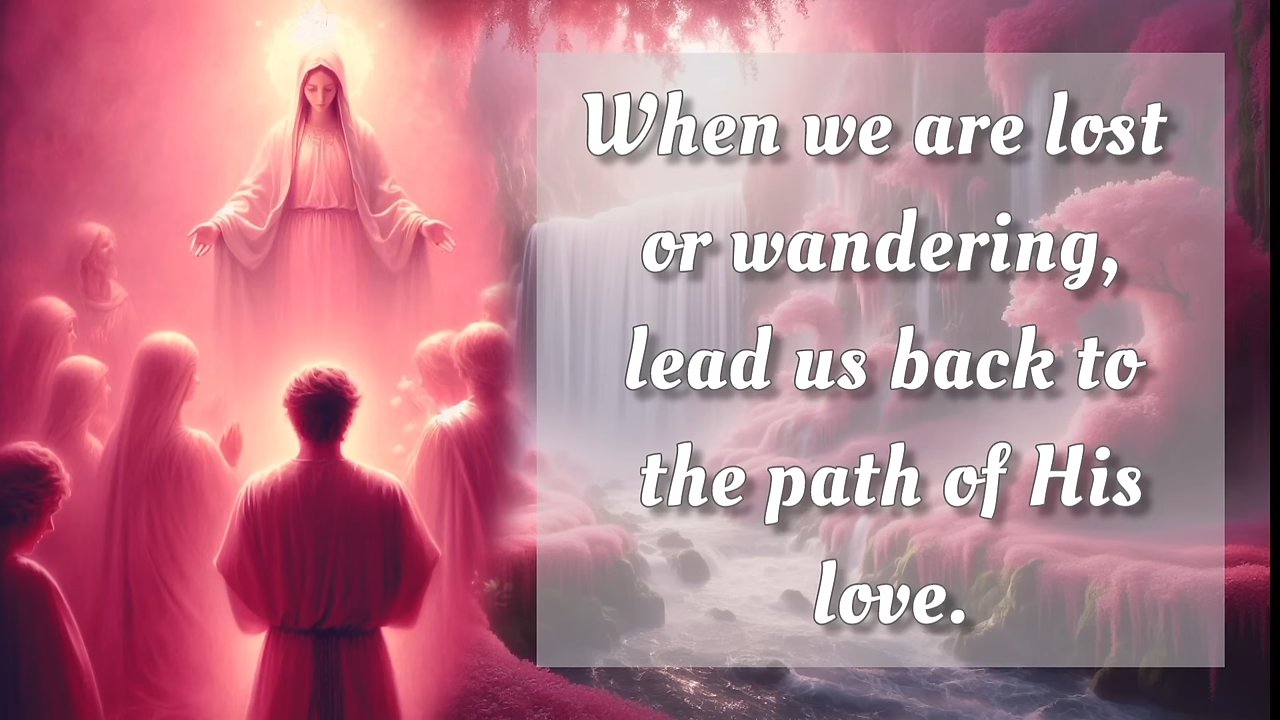 When we are lost
or wandering,
lead us back to
the path of His
love.